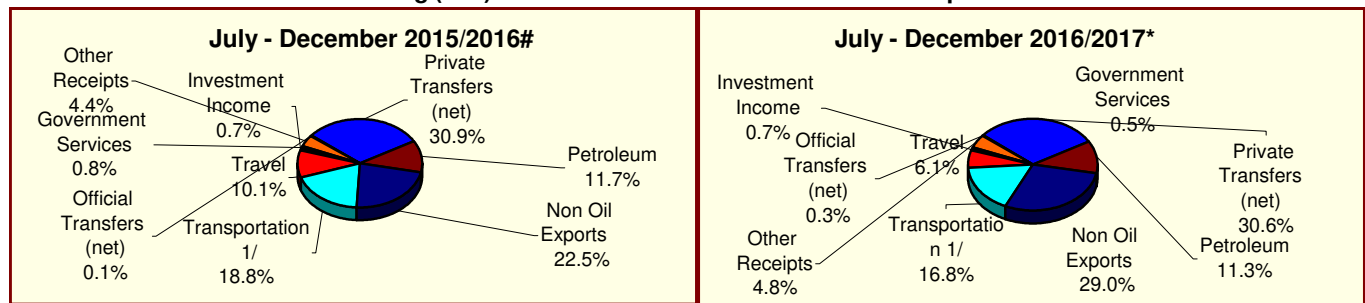 July - December 2015/2016#
Other
Receipts
4.4%
Investment
Income
0.7%
Private
Transfers
(net)
30.9%
Government
Services
0.8%
Travel
10.1%
Petroleum
11.7%
Official
Transfers
(net)
0.1%
Transportation
1/
18.8%
Non Oil
Exports
22.5%
July - December 2016/2017*
Investment
Income
0.7%
Government
Services
0.5%
Official
Transfers
(net)
0.3%
Travel
6.1%
Private
Transfers
(net)
30.6%
Other
Receipts
4.8%
Transportatio
n 1/
16.8%
Non Oil
Exports
29.0%
Petroleum
11.3%